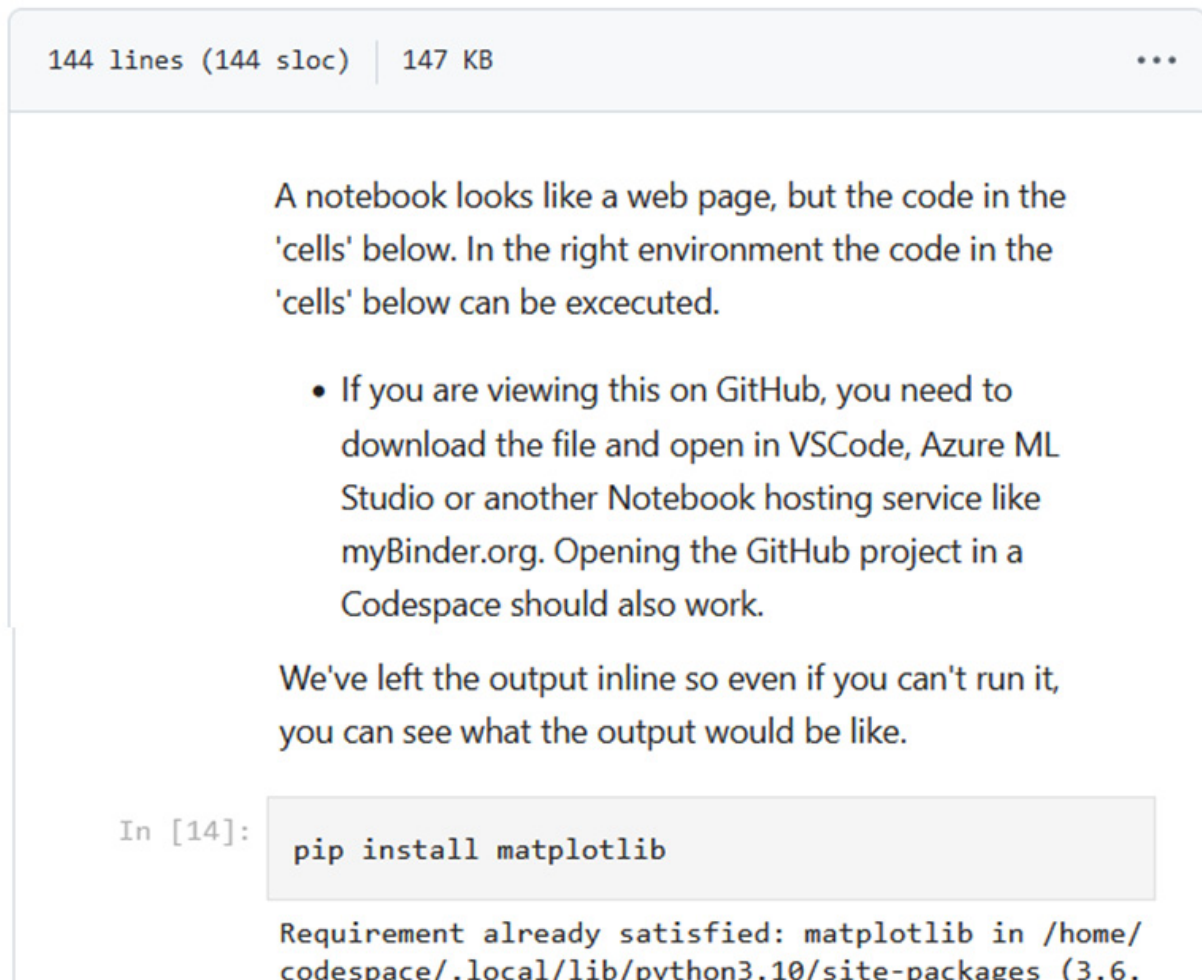 144 lines (144 sloc) 147 KB
A notebook looks like a web page, but the code in the
'cells' below. In the right environment the code in the
'cells' below can be excecuted.
• If you are viewing this on GitHub, you need to
download the file and open in VSCode, Azure ML
Studio or another Notebook hosting service like
myBinder.org. Opening the GitHub project in a
Codespace should also work.
We've left the output inline so even if you can't run it,
you can see what the output would be like.
In [14]: pip install matplotlib
Requirement already satisfied: matplotlib in /home/
codespace/.local/lib/python3.10/site-packages (3.6.